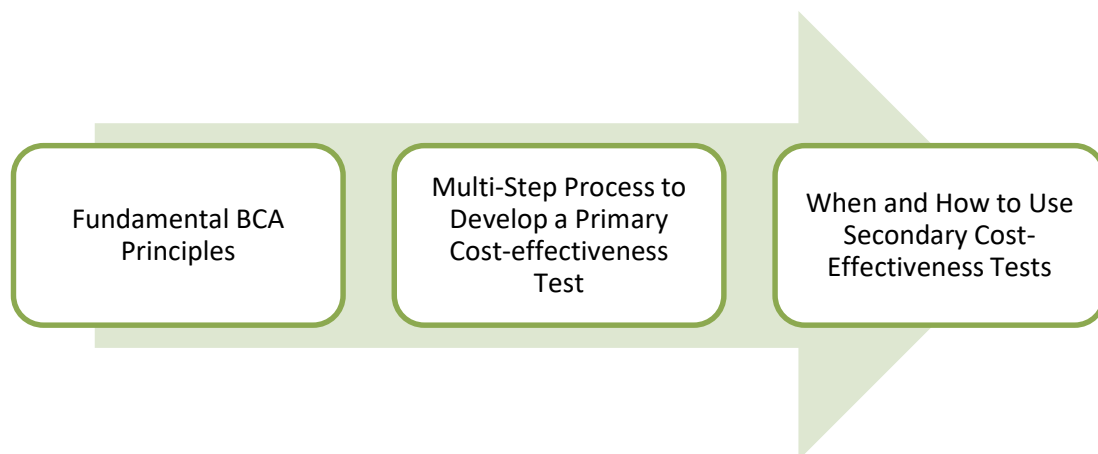 Fundamental BCA
Principles
Multi-Step Process to
Develop a Primary
Cost-effectiveness
Test
When and How to Use
Secondary Cost-
Effectiveness Tests